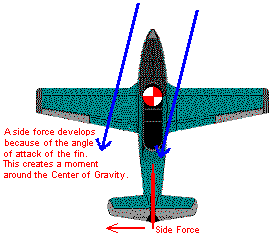 A side force develops
because of the angle
of attack of the fin.
This creates a moment
around the Center of Gravity.
Side Force